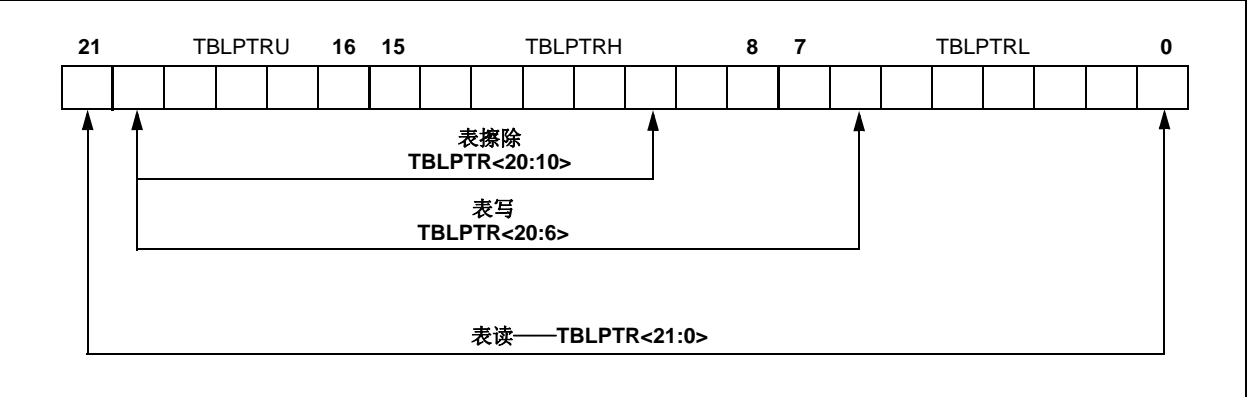 21 TBLPTRU 16 15 TBLPTRH 8 7 TBLPTRL 0
表擦除
TBLPTR<20:10>
表写
TBLPTR<20:6>
表读——TBLPTR<21:0>